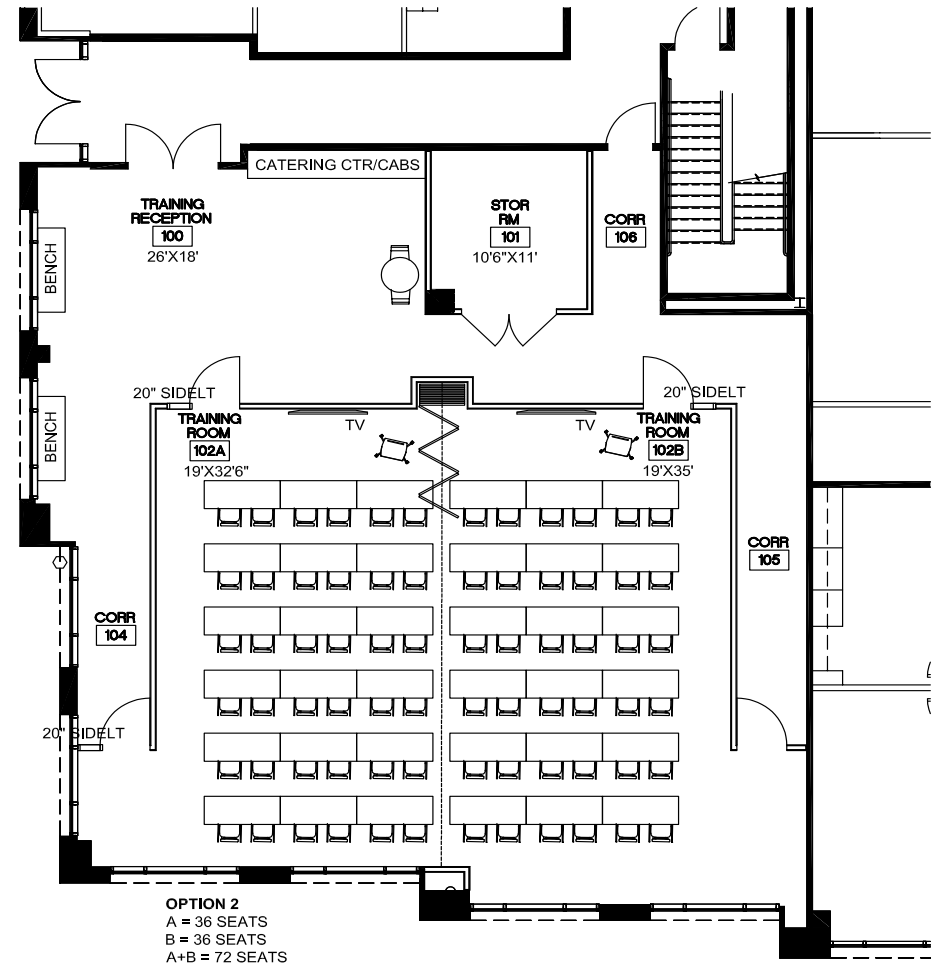 CATERING CTR/CABS
TRAINING
RECEPTION
100
26'X18'
STOR
RM
101
10'6"X11'
CORR
106
BENCH
BENCH
20" SIDELT
20" SIDELT
TRAINING
ROOM
102A
19'X32'6"
TV
TV
TRAINING
ROOM
102B
19'X35'
CORR
105
CORR
104
20" SIDELT
OPTION 2
A = 36 SEATS
B = 36 SEATS
A+B = 72 SEATS